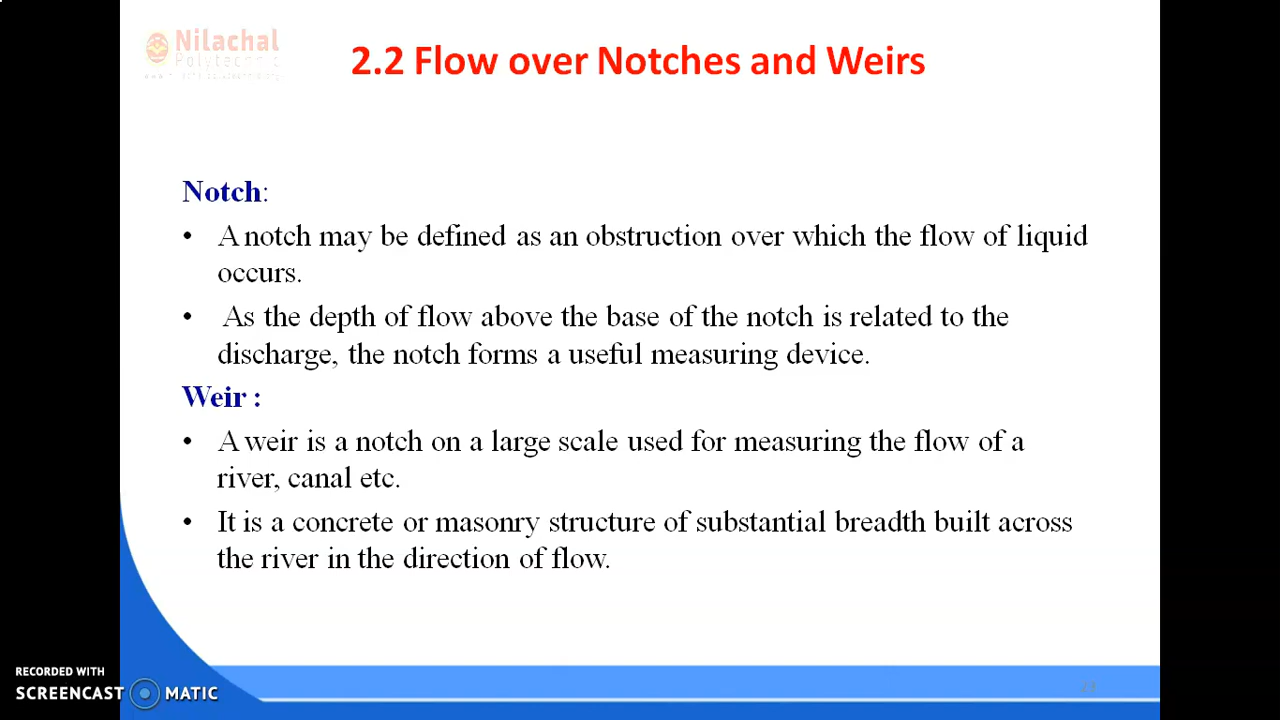 Nilachal
Polytechnic
2.2 Flow over Notches and Weirs
Notch:
• A notch may be defined as an obstruction over which the flow of liquid
occurs.
• As the depth of flow above the base of the notch is related to the
discharge, the notch forms a useful measuring device.
Weir :
• A weir is a notch on a large scale used for measuring the flow of a
river, canal etc.
• It is a concrete or masonry structure of substantial breadth built across
the river in the direction of flow.
RECORDED WITH
SCREENCAST MATIC